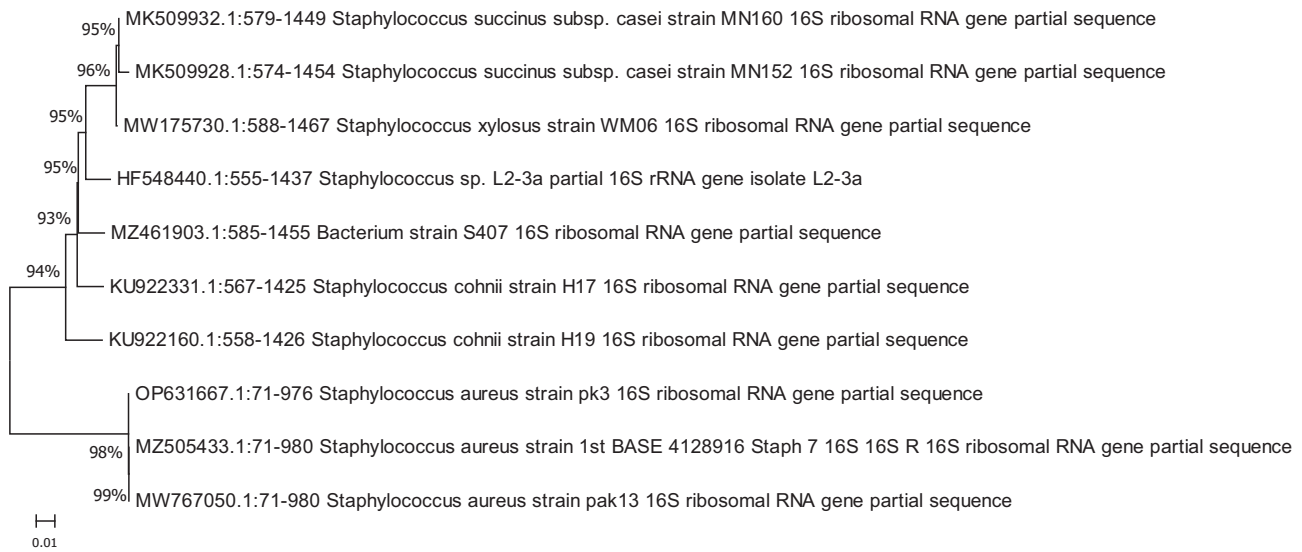 MK509932.1:579-1449 Staphylococcus succinus subsp. casei strain MN160 16S ribosomal RNA gene partial sequence
95%
MK509928.1:574-1454 Staphylococcus succinus subsp. casei strain MN152 16S ribosomal RNA gene partial sequence
96%
95%
MW175730.1:588-1467 Staphylococcus xylosus strain WM06 16S ribosomal RNA gene partial sequence
95%
HF548440.1:555-1437 Staphylococcus sp. L2-3a partial 16S rRNA gene isolate L2-3a
93%
MZ461903.1:585-1455 Bacterium strain S407 16S ribosomal RNA gene partial sequence
94%
KU922331.1:567-1425 Staphylococcus cohnii strain H17 16S ribosomal RNA gene partial sequence
KU922160.1:558-1426 Staphylococcus cohnii strain H19 16S ribosomal RNA gene partial sequence
OP631667.1:71-976 Staphylococcus aureus strain pk3 16S ribosomal RNA gene partial sequence
98%
MZ505433.1:71-980 Staphylococcus aureus strain 1st BASE 4128916 Staph 7 16S 16S R 16S ribosomal RNA gene partial sequence
99%
MW767050.1:71-980 Staphylococcus aureus strain pak13 16S ribosomal RNA gene partial sequence
0.01